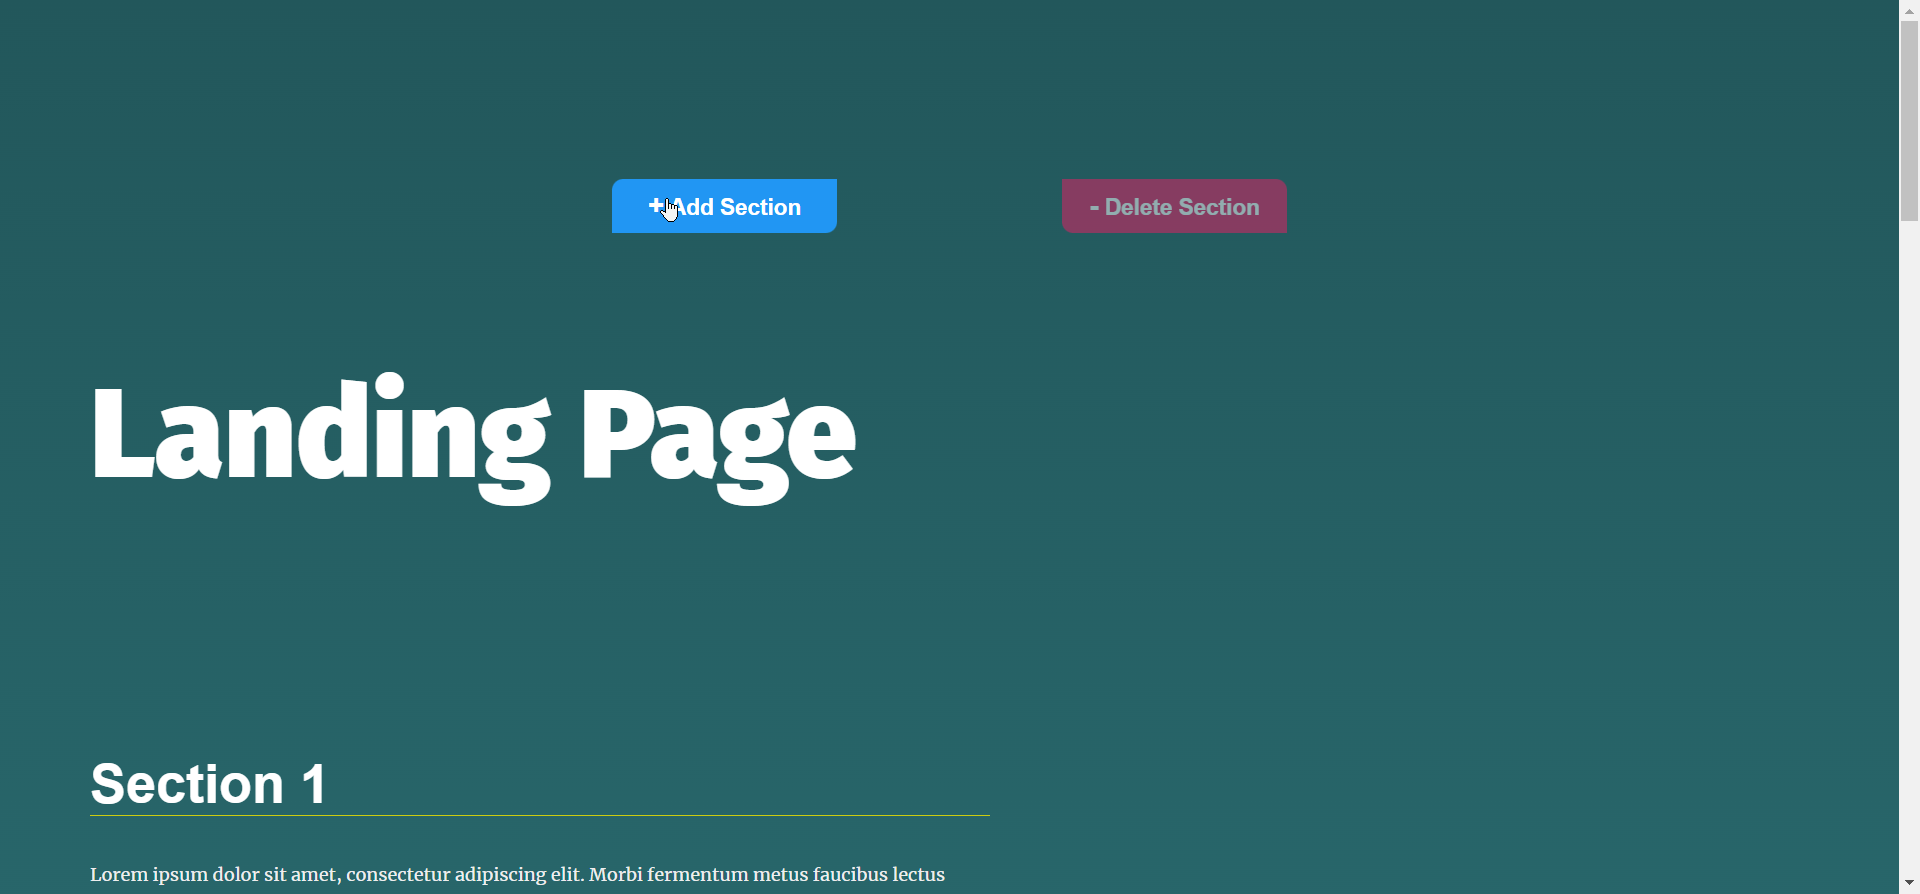 + Add Section
- Delete Section
Landing Page
Section 1
Lorem ipsum dolor sit amet, consectetur adipiscing elit. Morbi fermentum metus faucibus lectus